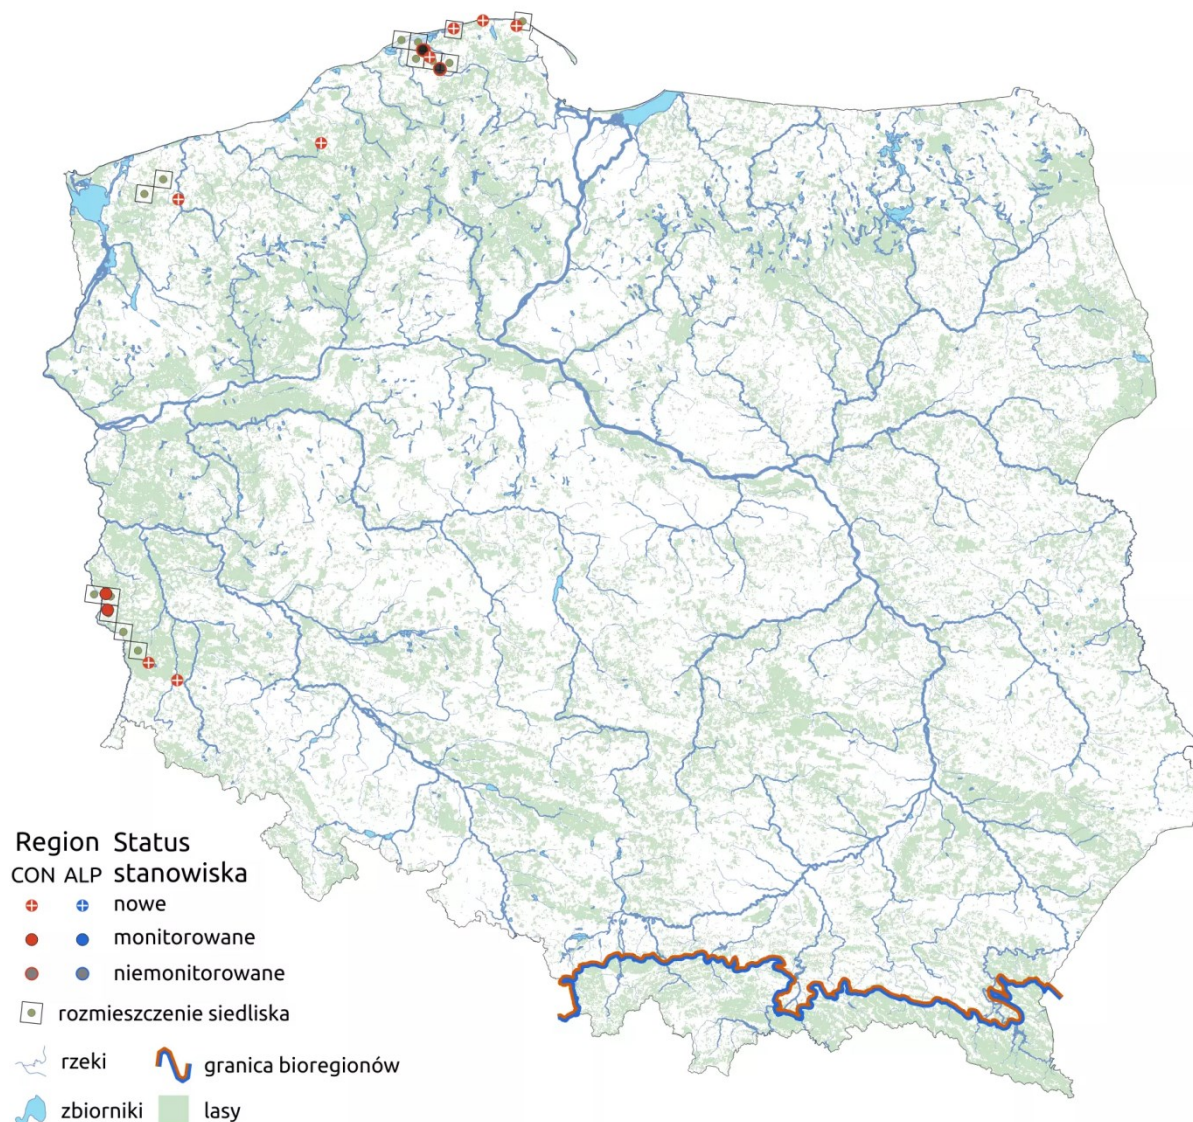 Region Status
CON ALP stanowiska
nowe
monitorowane
niemonitorowane
rozmieszczenie siedliska
rzeki granica bioregionów
zbiorniki lasy